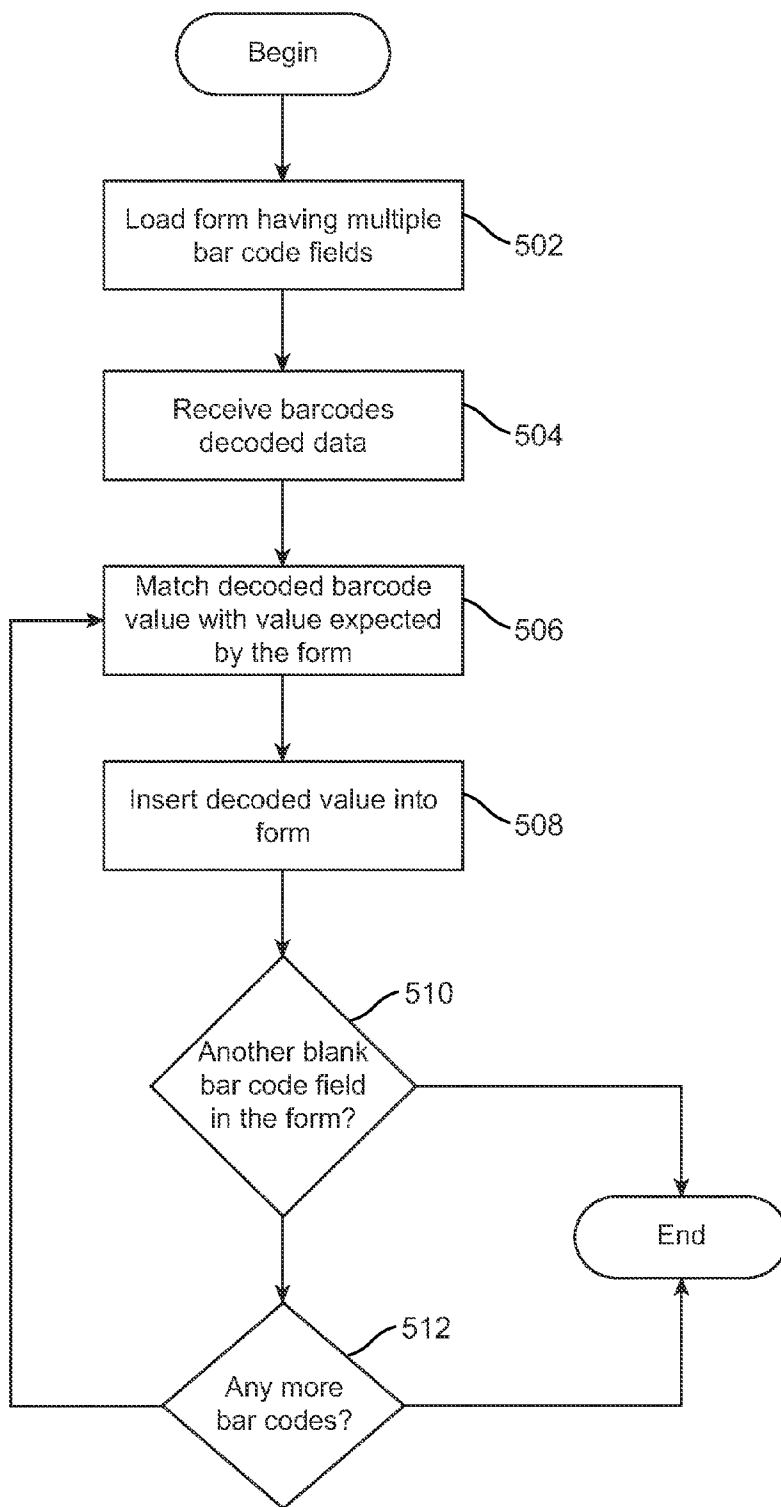 Begin
Load form having multiple
bar code fields
502
Receive barcodes
decoded data
504
Match decoded barcode
value with value expected
by the form
506
Insert decoded value into
form
508
510
Another blank
bar code field
in the form?
End
512
Any more
bar codes?